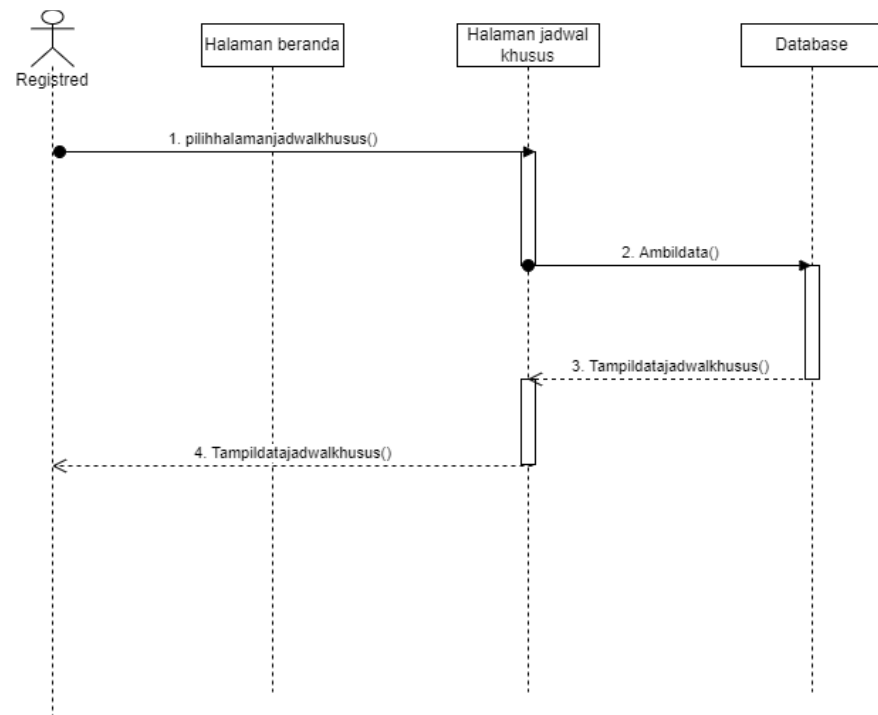 Registred
Halaman beranda
Halaman jadwal
khusus
Database
1. pilihhalamanjadwalkhusus()
2. Ambildata()
3. Tampildatajadwalkhusus()
4. Tampildatajadwalkhusus()